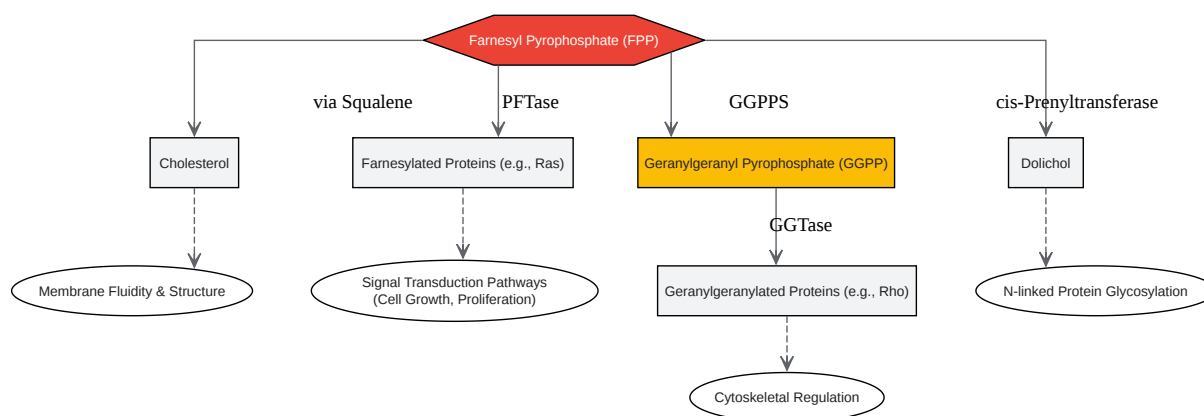 Farnesyl Pyrophosphate (FPP)
via Squalene
PFTase
GGPPS
cis-Prenyltransferase
Cholesterol
Farnesylated Proteins (e.g., Ras)
Geranylgeranyl Pyrophosphate (GGPP)
Dolichol
GGTase
Membrane Fluidity & Structure
Signal Transduction Pathways
(Cell Growth, Proliferation)
Geranylgeranylated Proteins (e.g., Rho)
N-linked Protein Glycosylation
Cytoskeletal Regulation